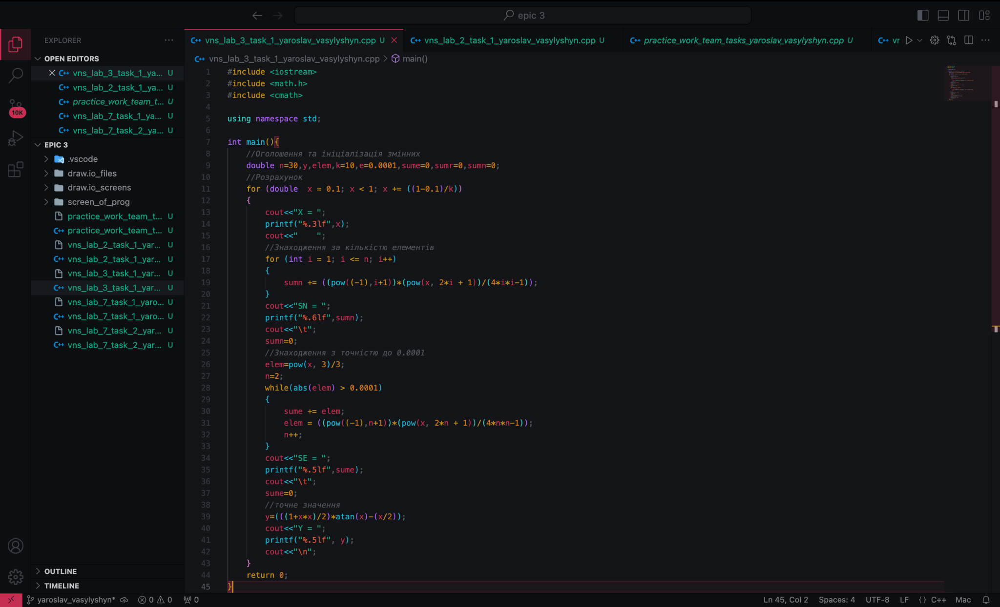 epic 3
EXPLORER
OPEN EDITORS
vns_lab_3_task_1_ya... U
vns_lab_2_task_1_ya... U
practice_work_team_t... U
vns_lab_7_task_1_ya... U
vns_lab_7_task_2_ya... U
EPIC 3
.vscode
draw.io_files
draw.io_screens
screen_of_prog
practice_work_team_t... U
practice_work_team_t... U
vns_lab_2_task_1_yar... U
vns_lab_2_task_1_yar... U
vns_lab_3_task_1_yar... U
vns_lab_3_task_1_yar... U
vns_lab_7_task_1_yaro... U
vns_lab_7_task_1_yaro... U
vns_lab_7_task_2_yar... U
vns_lab_7_task_2_yar... U
OUTLINE
TIMELINE
10K
vns_lab_3_task_1_yaroslav_vasylyshyn.cpp U
vns_lab_2_task_1_yaroslav_vasylyshyn.cpp U
practice_work_team_tasks_yaroslav_vasylyshyn.cpp U
vr
vns_lab_3_task_1_yaroslav_vasylyshyn.cpp > main()
1 #include <iostream>
2 #include <math.h>
3 #include <cmath>
4
5 using namespace std;
6
7 int main(){
8 //Оголошення та ініціалізація змінних
9 double n=30,y,elem,k=10,e=0.0001,sume=0,sumr=0,sumn=0;
10 //Розрахунок
11 for (double  x = 0.1; x < 1; x += ((1-0.1)/k))
12 {
13 cout<<"X = ";
14 printf("%.3lf",x);
15 cout<<"    ";
16 //Знаходження за кількістю елементів
17 for (int i = 1; i <= n; i++)
18 {
19 sumn += ((pow((-1),i+1))*(pow(x, 2*i + 1))/(4*i*i-1));
20 }
21 cout<<"SN = ";
22 printf("%.6lf",sumn);
23 cout<<"\t";
24 sumn=0;
25 //Знаходження з точністю до 0.0001
26 elem=pow(x, 3)/3;
27 n=2;
28 while(abs(elem) > 0.0001)
29 {
30 sume += elem;
31 elem = ((pow((-1),n+1))*(pow(x, 2*n + 1))/(4*n*n-1));
32 n++;
33 }
34 cout<<"SE = ";
35 printf("%.5lf",sume);
36 cout<<"\t";
37 sume=0;
38 //точне значення
39 y=(((1+x*x)/2)*atan(x)-(x/2));
40 cout<<"Y = ";
41 printf("%.5lf", y);
42 cout<<"\n";
43 }
44 return 0;
45 }
yaroslav_vasylyshyn* 0 0 0
Ln 45, Col 2 Spaces: 4 UTF-8 LF {} C++ Mac